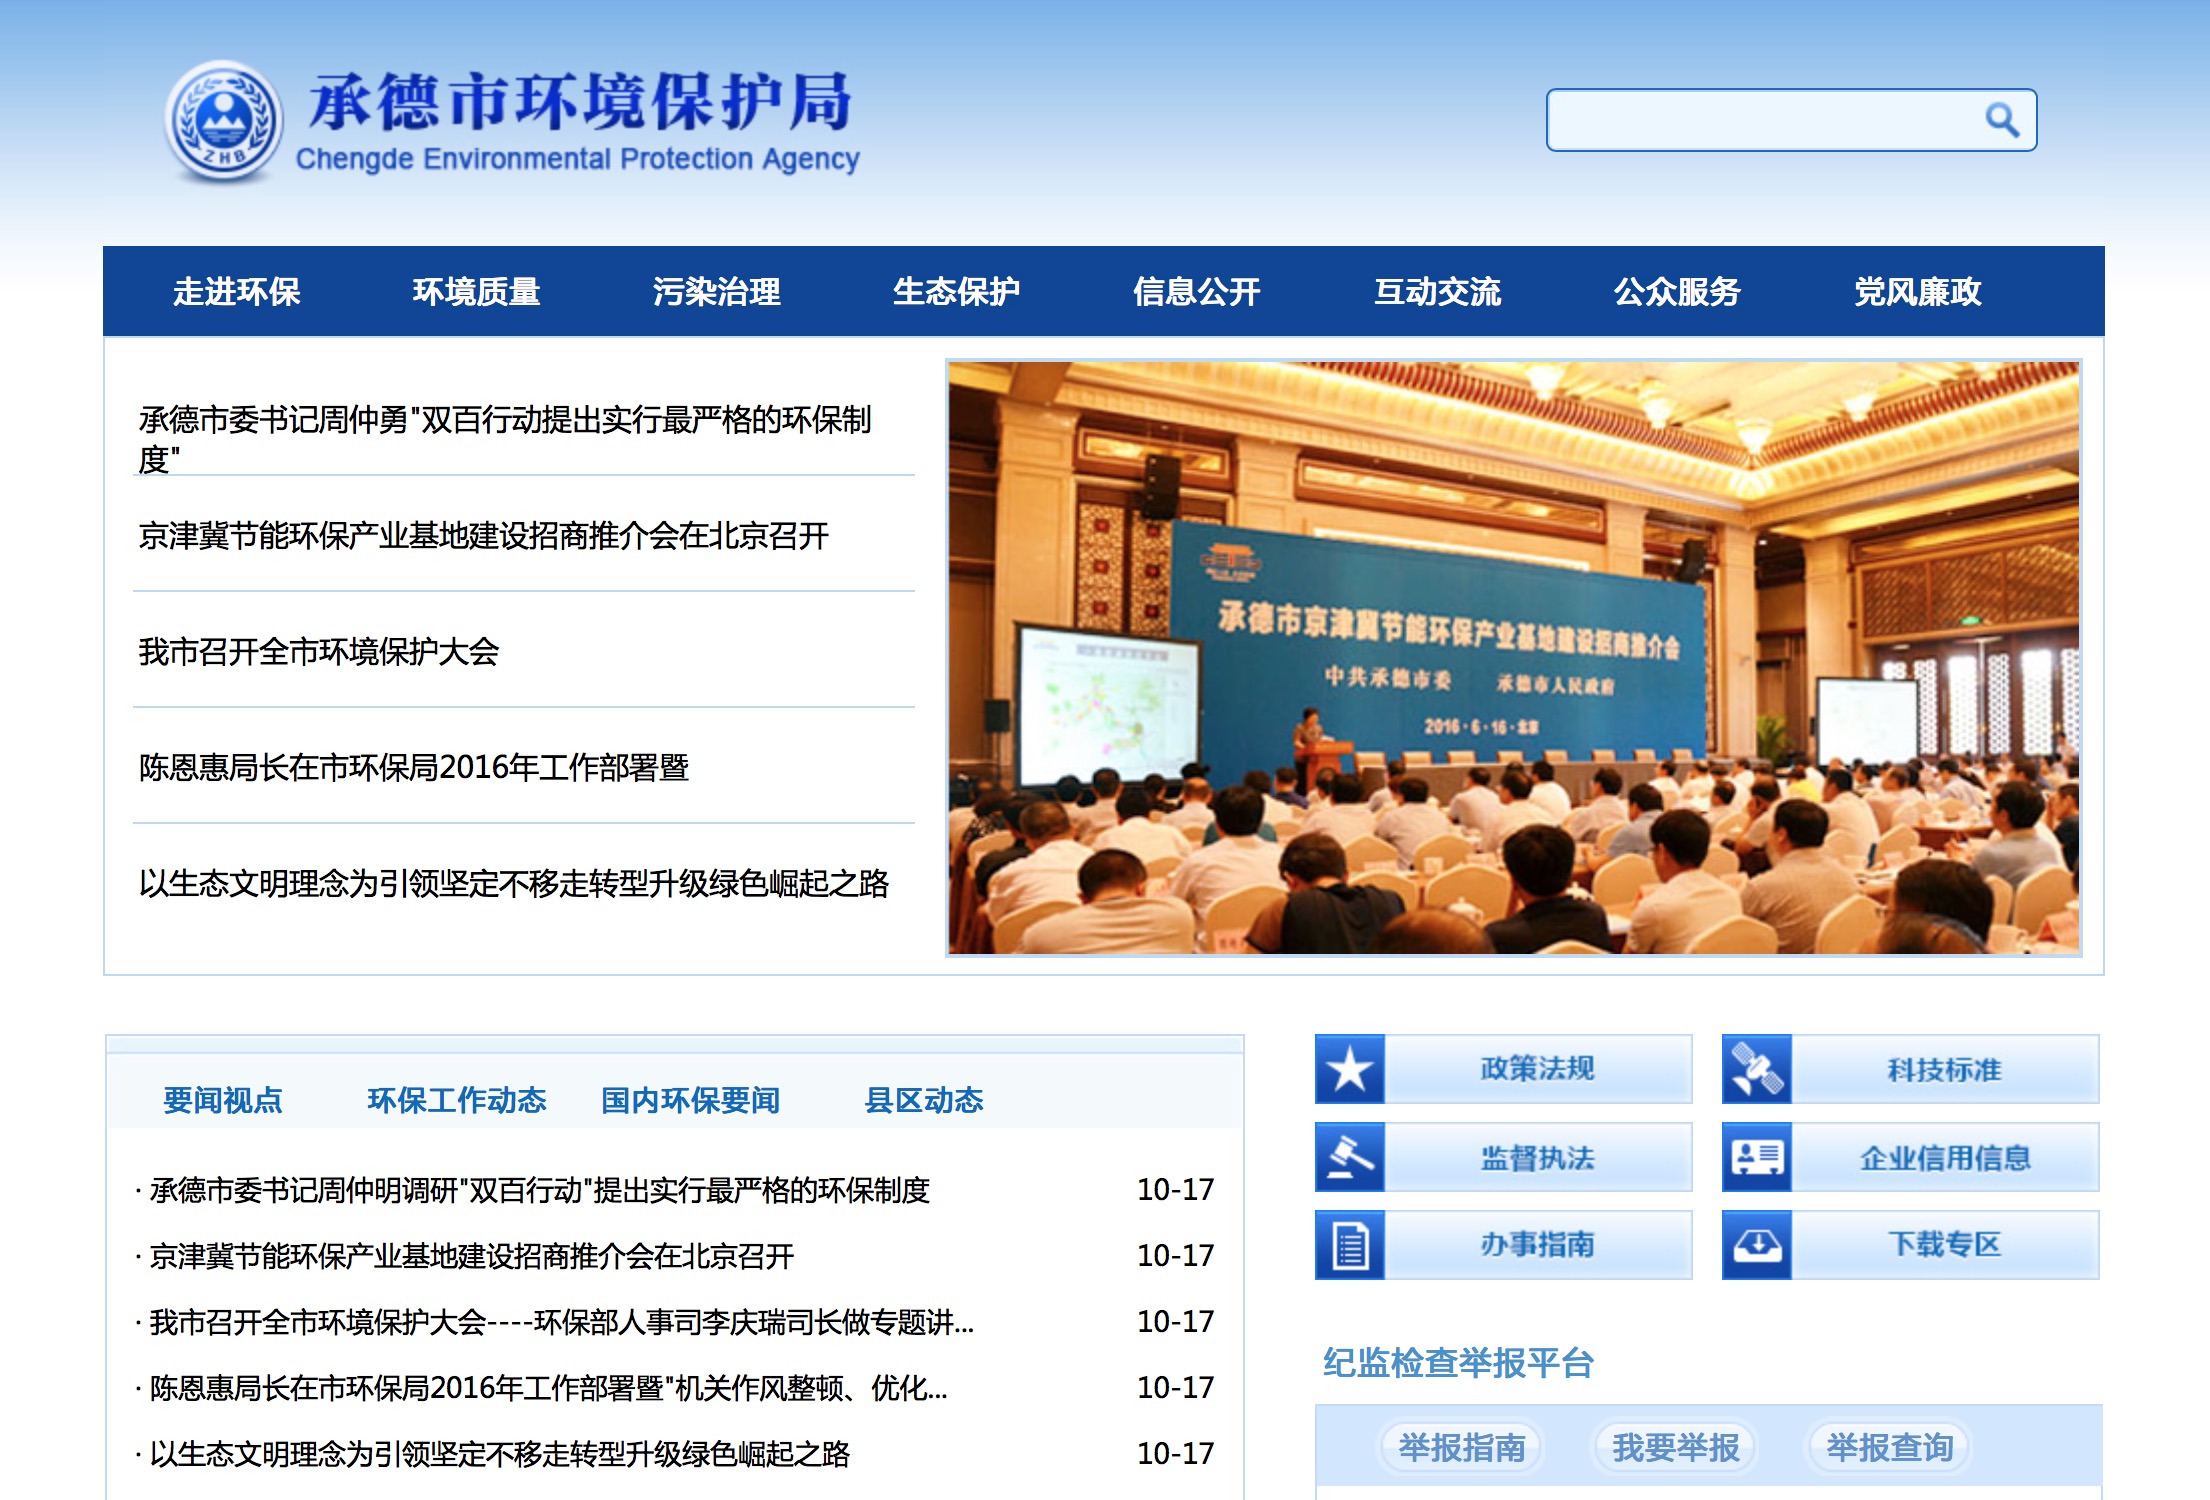 承德市环境保护局
Chengde Environmental Protection Agency
ZHB
走进环保 环境质量 污染治理 生态保护 信息公开 互动交流 公众服务 党风廉政
承德市委书记周仲勇"双百行动提出实行最严格的环保制
度"
京津冀节能环保产业基地建设招商推介会在北京召开
我市召开全市环境保护大会
陈恩惠局长在市环保局2016年工作部署暨
以生态文明理念为引领坚定不移走转型升级绿色崛起之路
承德市京津冀节能环保产业基地建设招商推介会
中共承德市委 承德市人民政府
2016·6·16·北京
要闻视点 环保工作动态 国内环保要闻 县区动态
· 承德市委书记周仲明调研"双百行动"提出实行最严格的环保制度 10-17
· 京津冀节能环保产业基地建设招商推介会在北京召开 10-17
· 我市召开全市环境保护大会----环保部人事司李庆瑞司长做专题讲... 10-17
· 陈恩惠局长在市环保局2016年工作部署暨"机关作风整顿、优化... 10-17
· 以生态文明理念为引领坚定不移走转型升级绿色崛起之路 10-17
政策法规 科技标准
监督执法 企业信用信息
办事指南 下载专区
纪监检查举报平台
举报指南 我要举报 举报查询